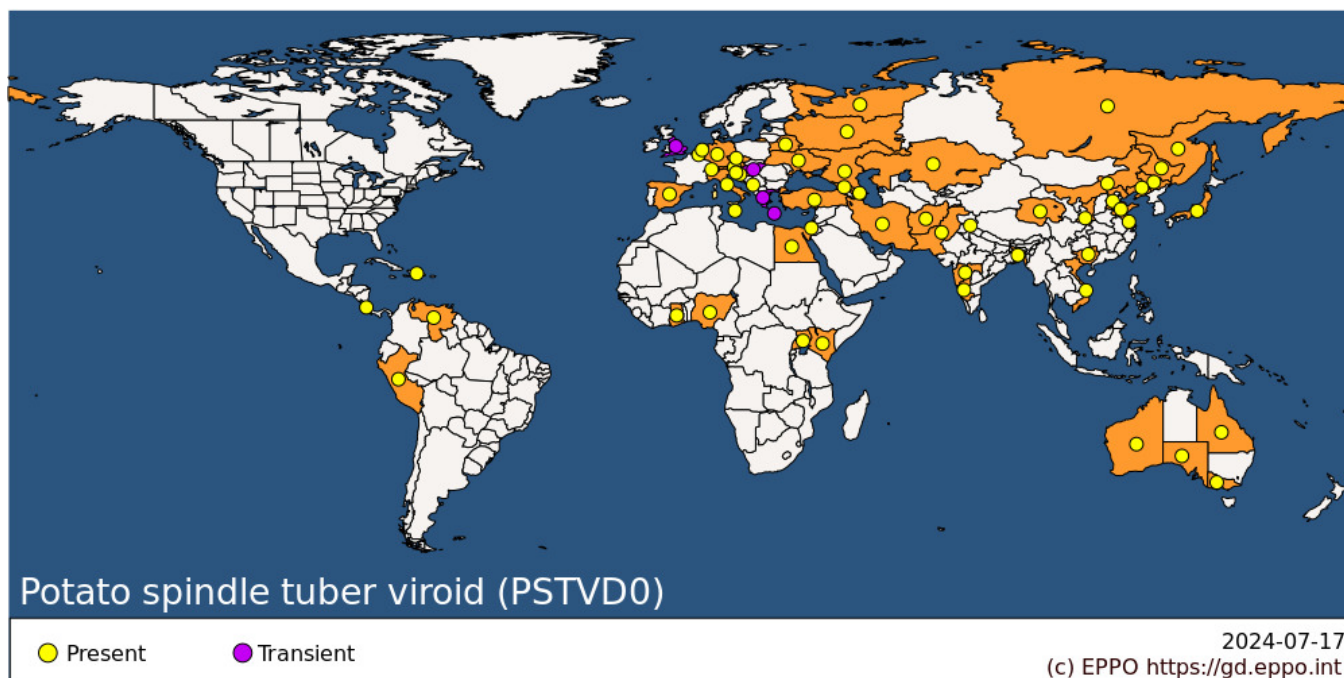 Potato spindle tuber viroid (PSTVD0)
Present
Transient
2024-07-17
(c) EPPO https://gd.eppo.int